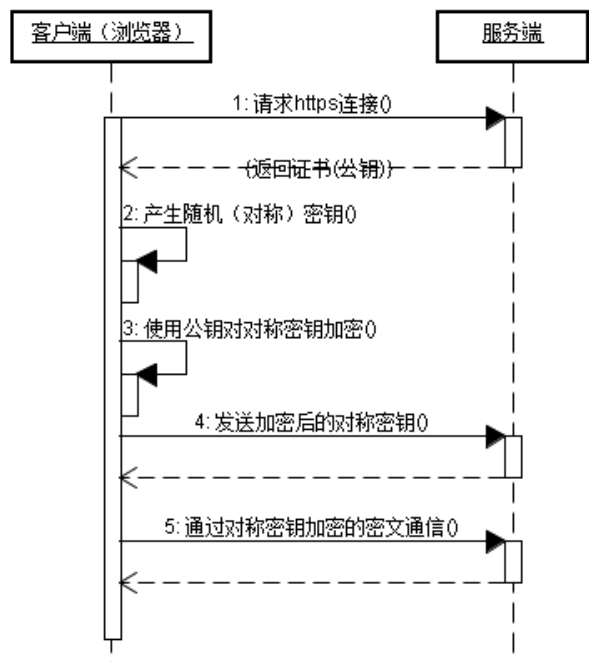 客户端（浏览器）
服务端
1: 请求https连接()
(返回证书(公钥))
2: 产生随机（对称）密钥()
3: 使用公钥对对称密钥加密()
4: 发送加密后的对称密钥()
5: 通过对称密钥加密的密文通信()